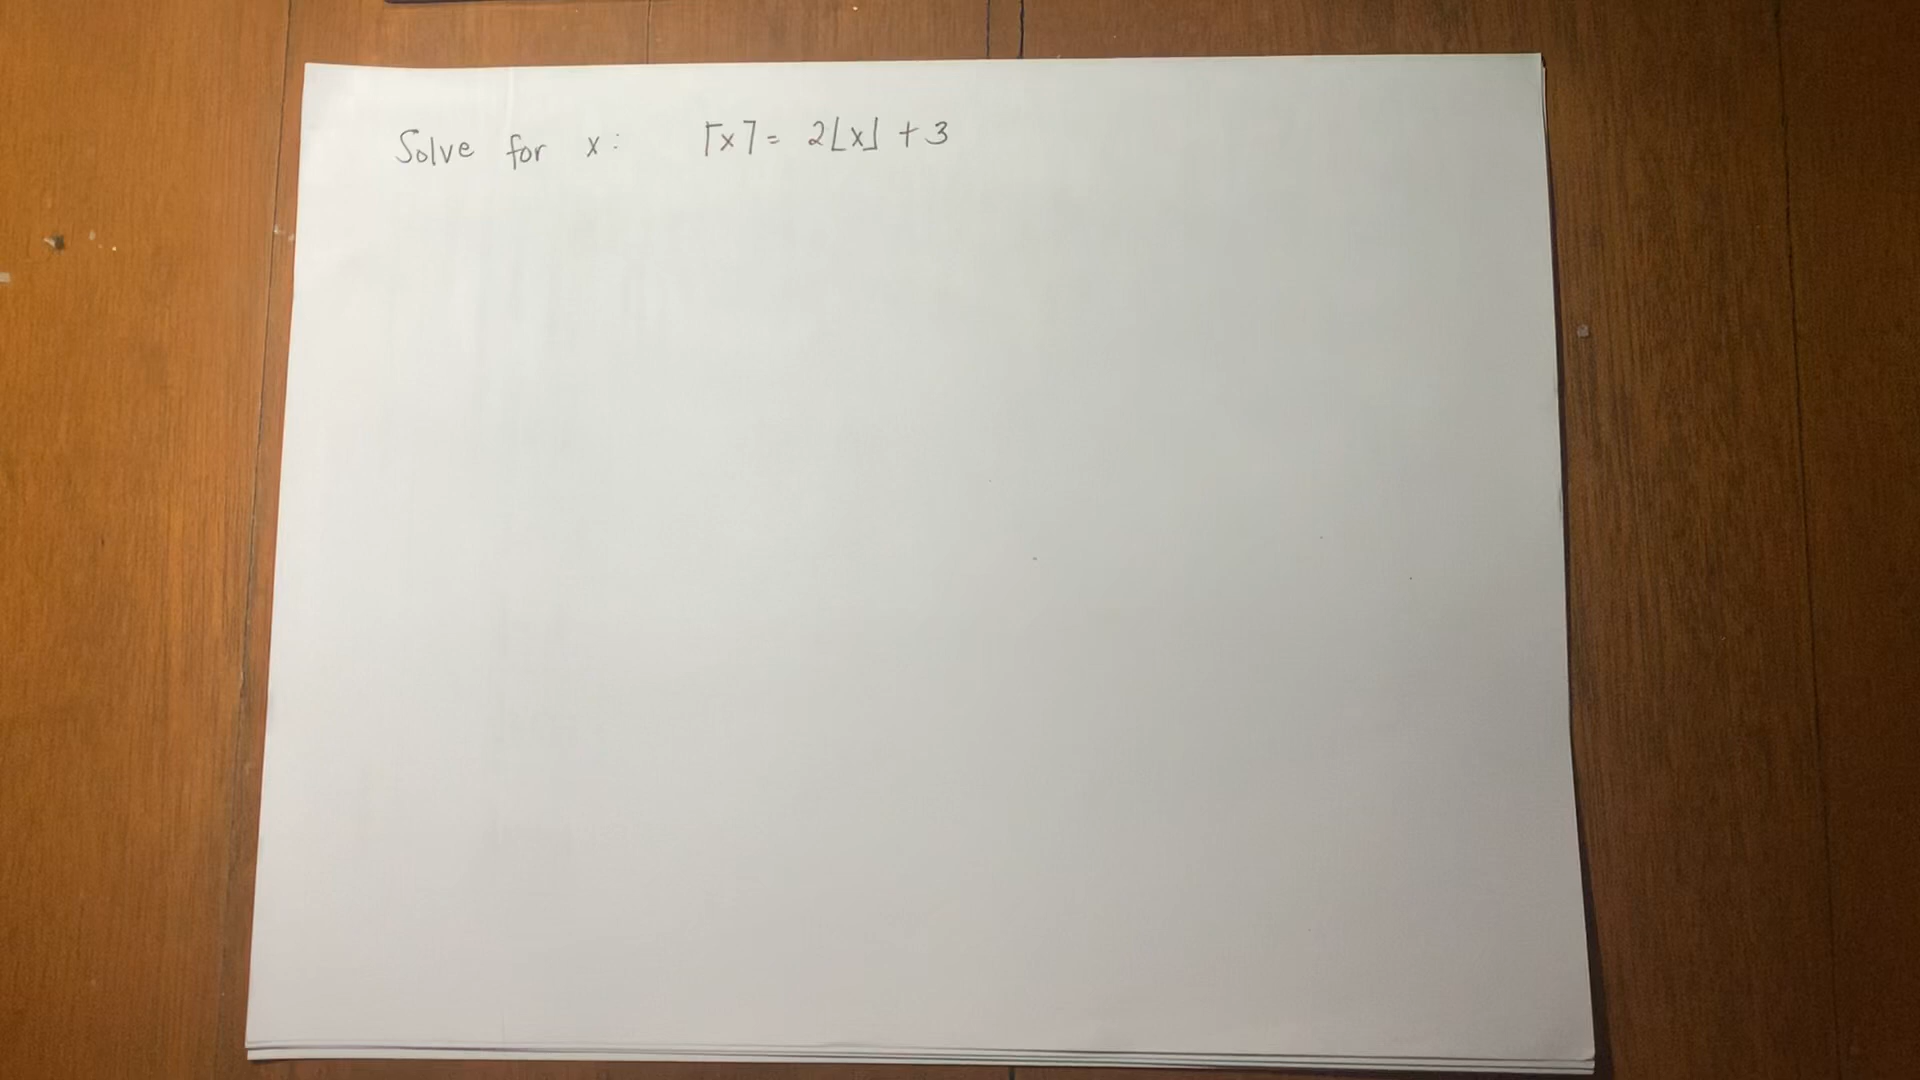 Solve for x: ⌈x⌉ = 2⌊x⌋ + 3